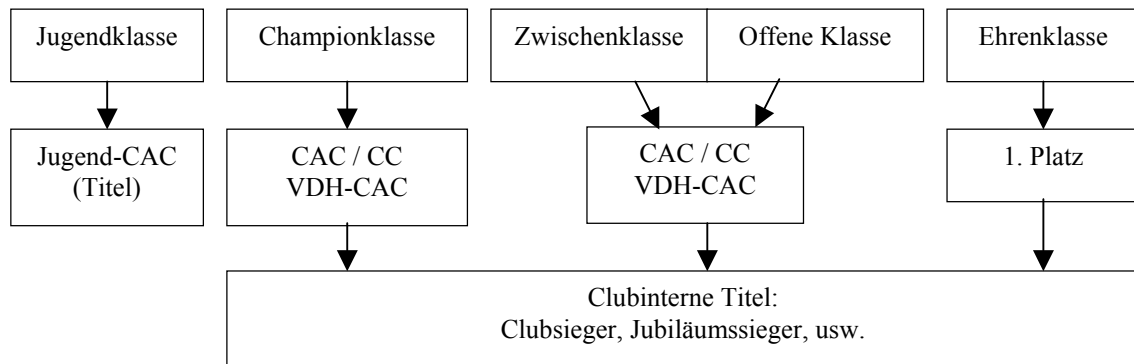 Jugendklasse
Championklasse
Zwischenklasse
Offene Klasse
Ehrenklasse
Jugend-CAC
(Titel)
CAC / CC
VDH-CAC
CAC / CC
VDH-CAC
1. Platz
Clubinterne Titel:
Clubsieger, Jubiläumssieger, usw.